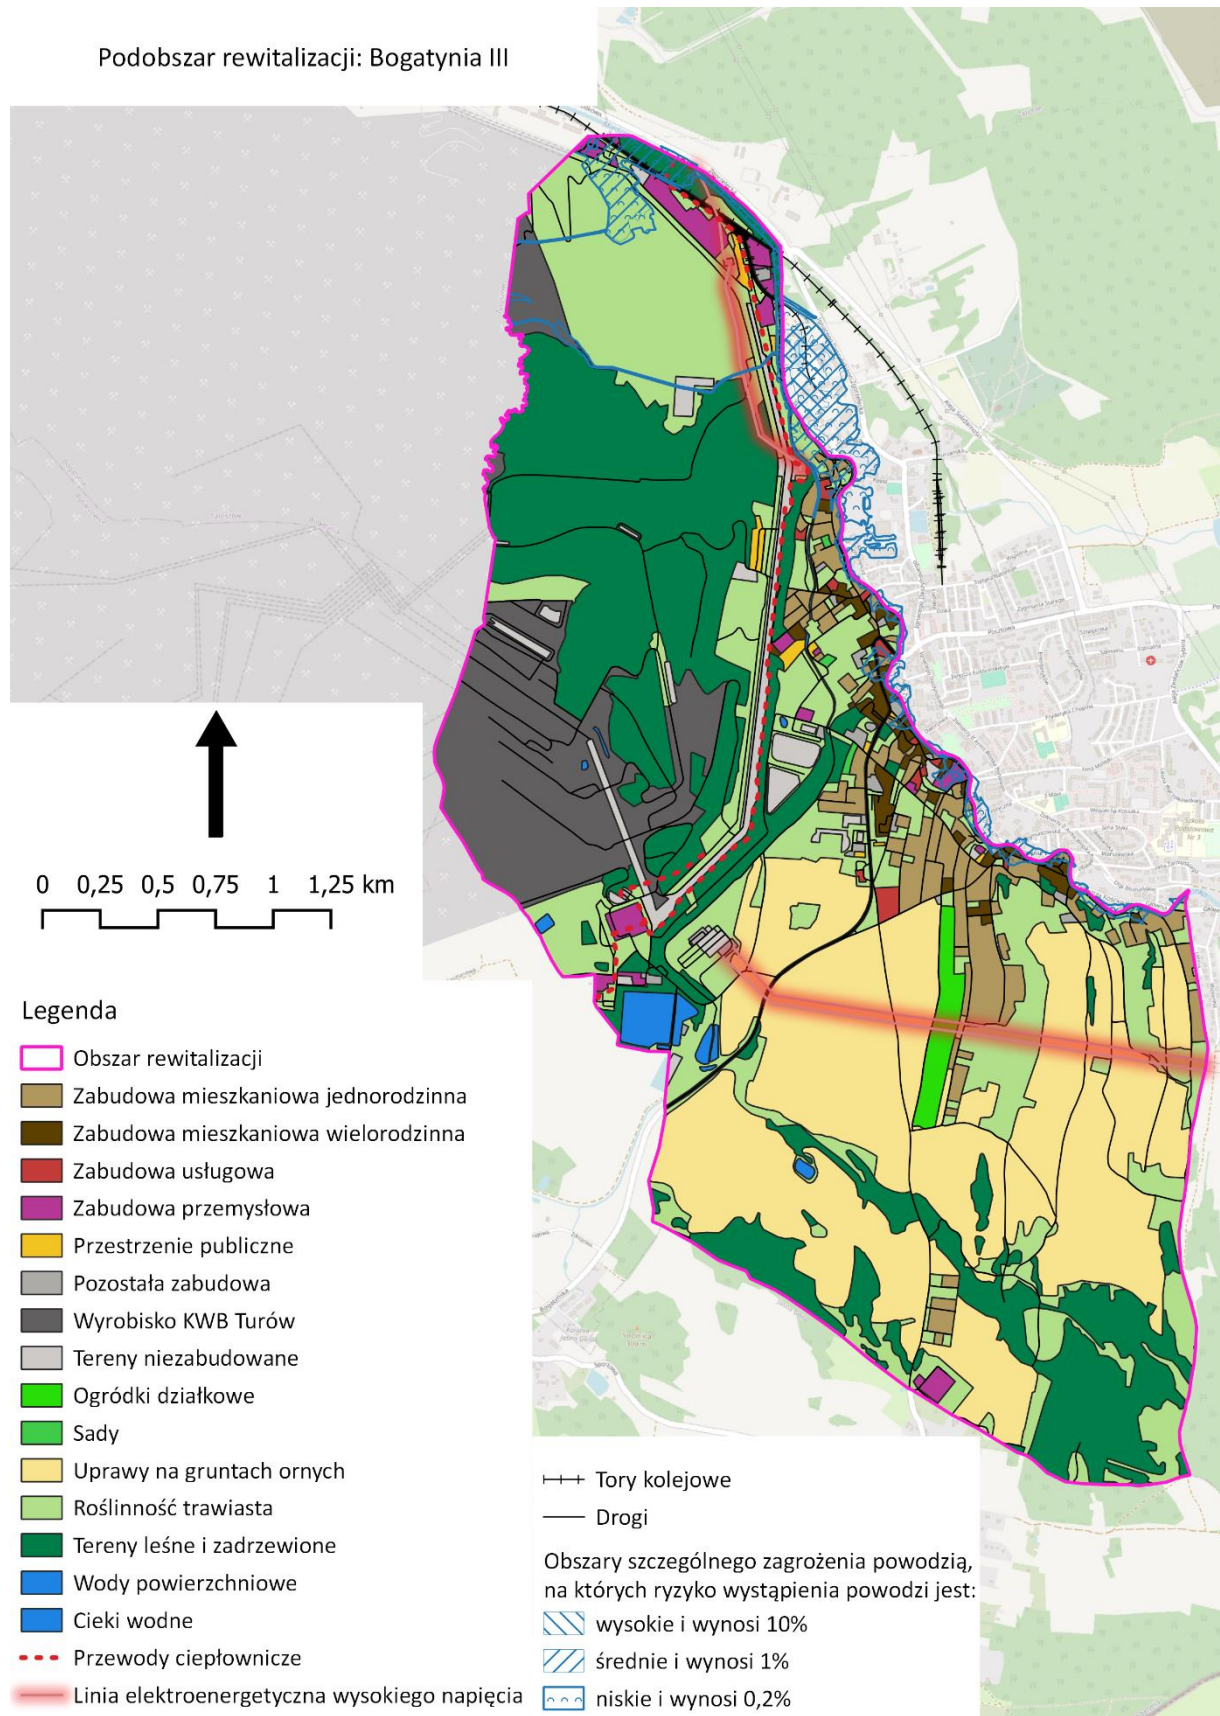 Podobszar rewitalizacji: Bogatynia III
0 0,25 0,5 0,75 1 1,25 km
Legenda
Obszar rewitalizacji
Zabudowa mieszkaniowa jednorodzinna
Zabudowa mieszkaniowa wielorodzinna
Zabudowa usługowa
Zabudowa przemysłowa
Przestrzenie publiczne
Pozostała zabudowa
Wyrobisko KWB Turów
Tereny niezabudowane
Ogródki działkowe
Sady
Uprawy na gruntach ornych
Roślinność trawiasta
Tereny leśne i zadrzewione
Wody powierzchniowe
Cieki wodne
Przewody ciepłownicze
Linia elektroenergetyczna wysokiego napięcia
Tory kolejowe
Drogi
Obszary szczególnego zagrożenia powodzią,
na których ryzyko wystąpienia powodzi jest:
wysokie i wynosi 10%
średnie i wynosi 1%
niskie i wynosi 0,2%